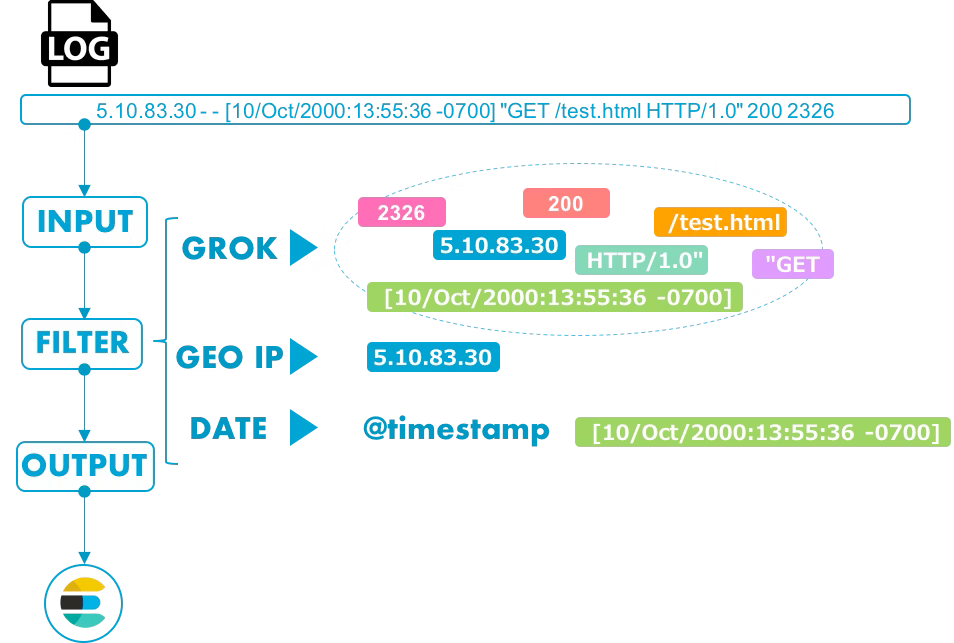 LOG
5.10.83.30 - - [10/Oct/2000:13:55:36 -0700] "GET /test.html HTTP/1.0" 200 2326
INPUT
GROK
2326
200
/test.html
5.10.83.30
HTTP/1.0"
"GET
[10/Oct/2000:13:55:36 -0700]
FILTER
GEO IP
5.10.83.30
DATE
@timestamp
[10/Oct/2000:13:55:36 -0700]
OUTPUT